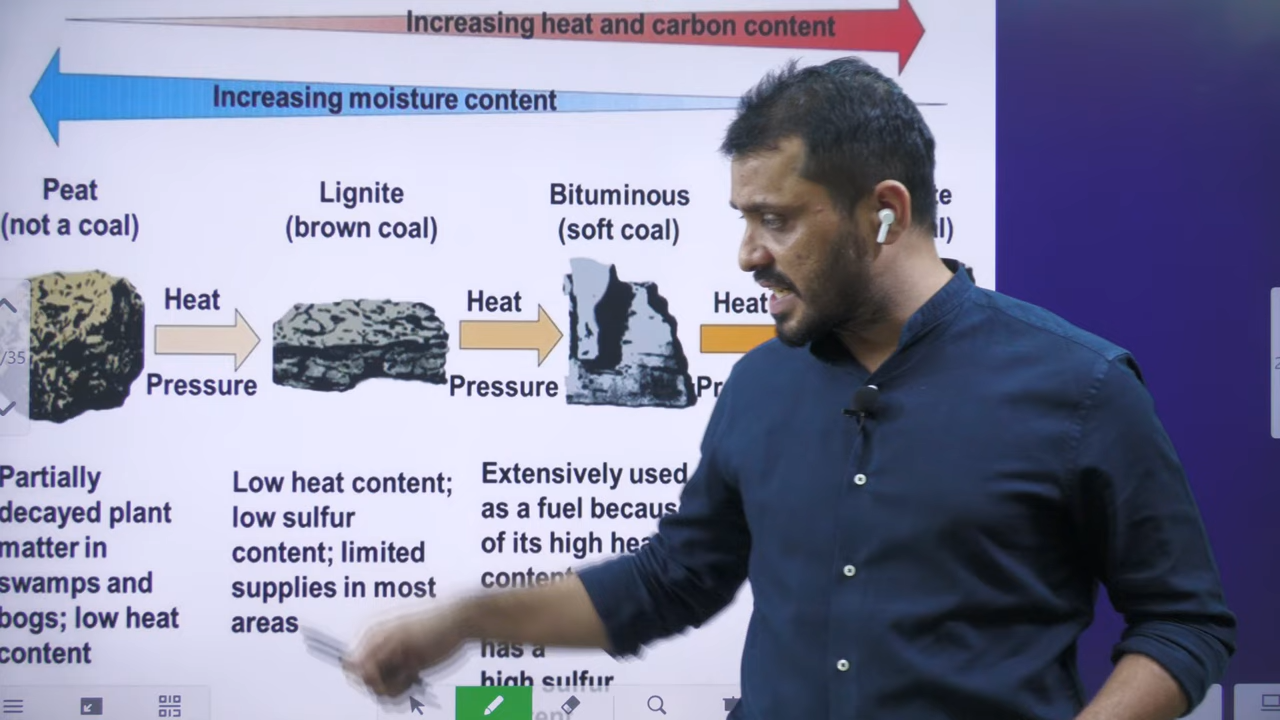 Increasing heat and carbon content
Increasing moisture content
Peat
(not a coal)
Lignite
(brown coal)
Bituminous
(soft coal)
Heat
Pressure
Heat
Pressure
Heat
Partially
decayed plant
matter in
swamps and
bogs; low heat
content
Low heat content;
low sulfur
content; limited
supplies in most
areas
Extensively used
as a fuel
of its high
has a
high sulfur
/35